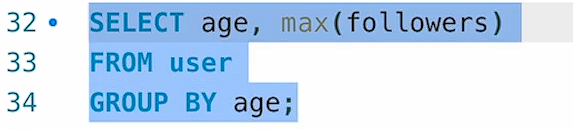 32 SELECT age, max(followers)
33 FROM user
34 GROUP BY age;